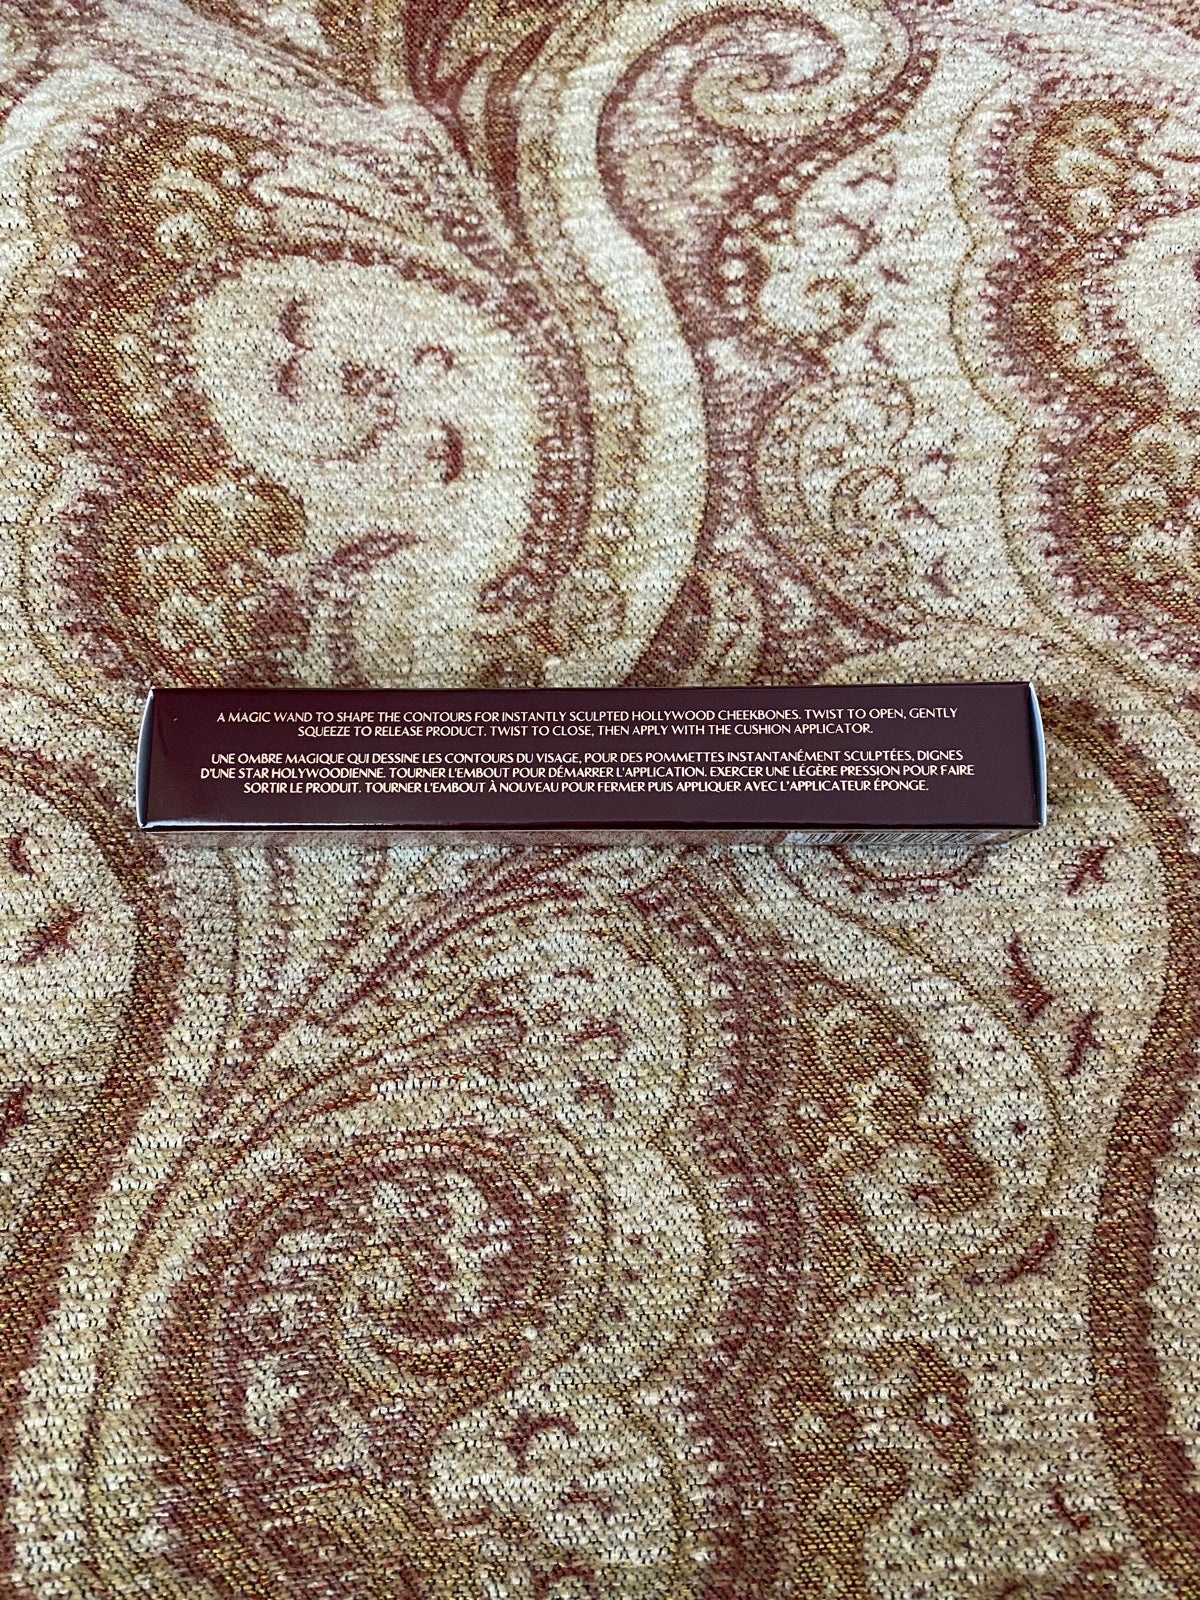 A MAGIC WAND TO SHAPE THE CONTOURS FOR INSTANTLY SCULPTED HOLLYWOOD CHEEKBONES. TWIST TO OPEN, GENTLY
SQUEEZE TO RELEASE PRODUCT. TWIST TO CLOSE, THEN APPLY WITH THE CUSHION APPLICATOR.
UNE OMBRE MAGIQUE QUI DESSINE LES CONTOURS DU VISAGE, POUR DES POMMETTES INSTANTANÉMENT SCULPTÉES, DIGNES
D'UNE STAR HOLYWOODIENNE. TOURNER L'EMBOUT POUR DÉMARRER L'APPLICATION. EXERCER UNE LÉGÈRE PRESSION POUR FAIRE
SORTIR LE PRODUIT. TOURNER L'EMBOUT À NOUVEAU POUR FERMER PUIS APPLIQUER AVEC L'APPLICATEUR ÉPONGE.